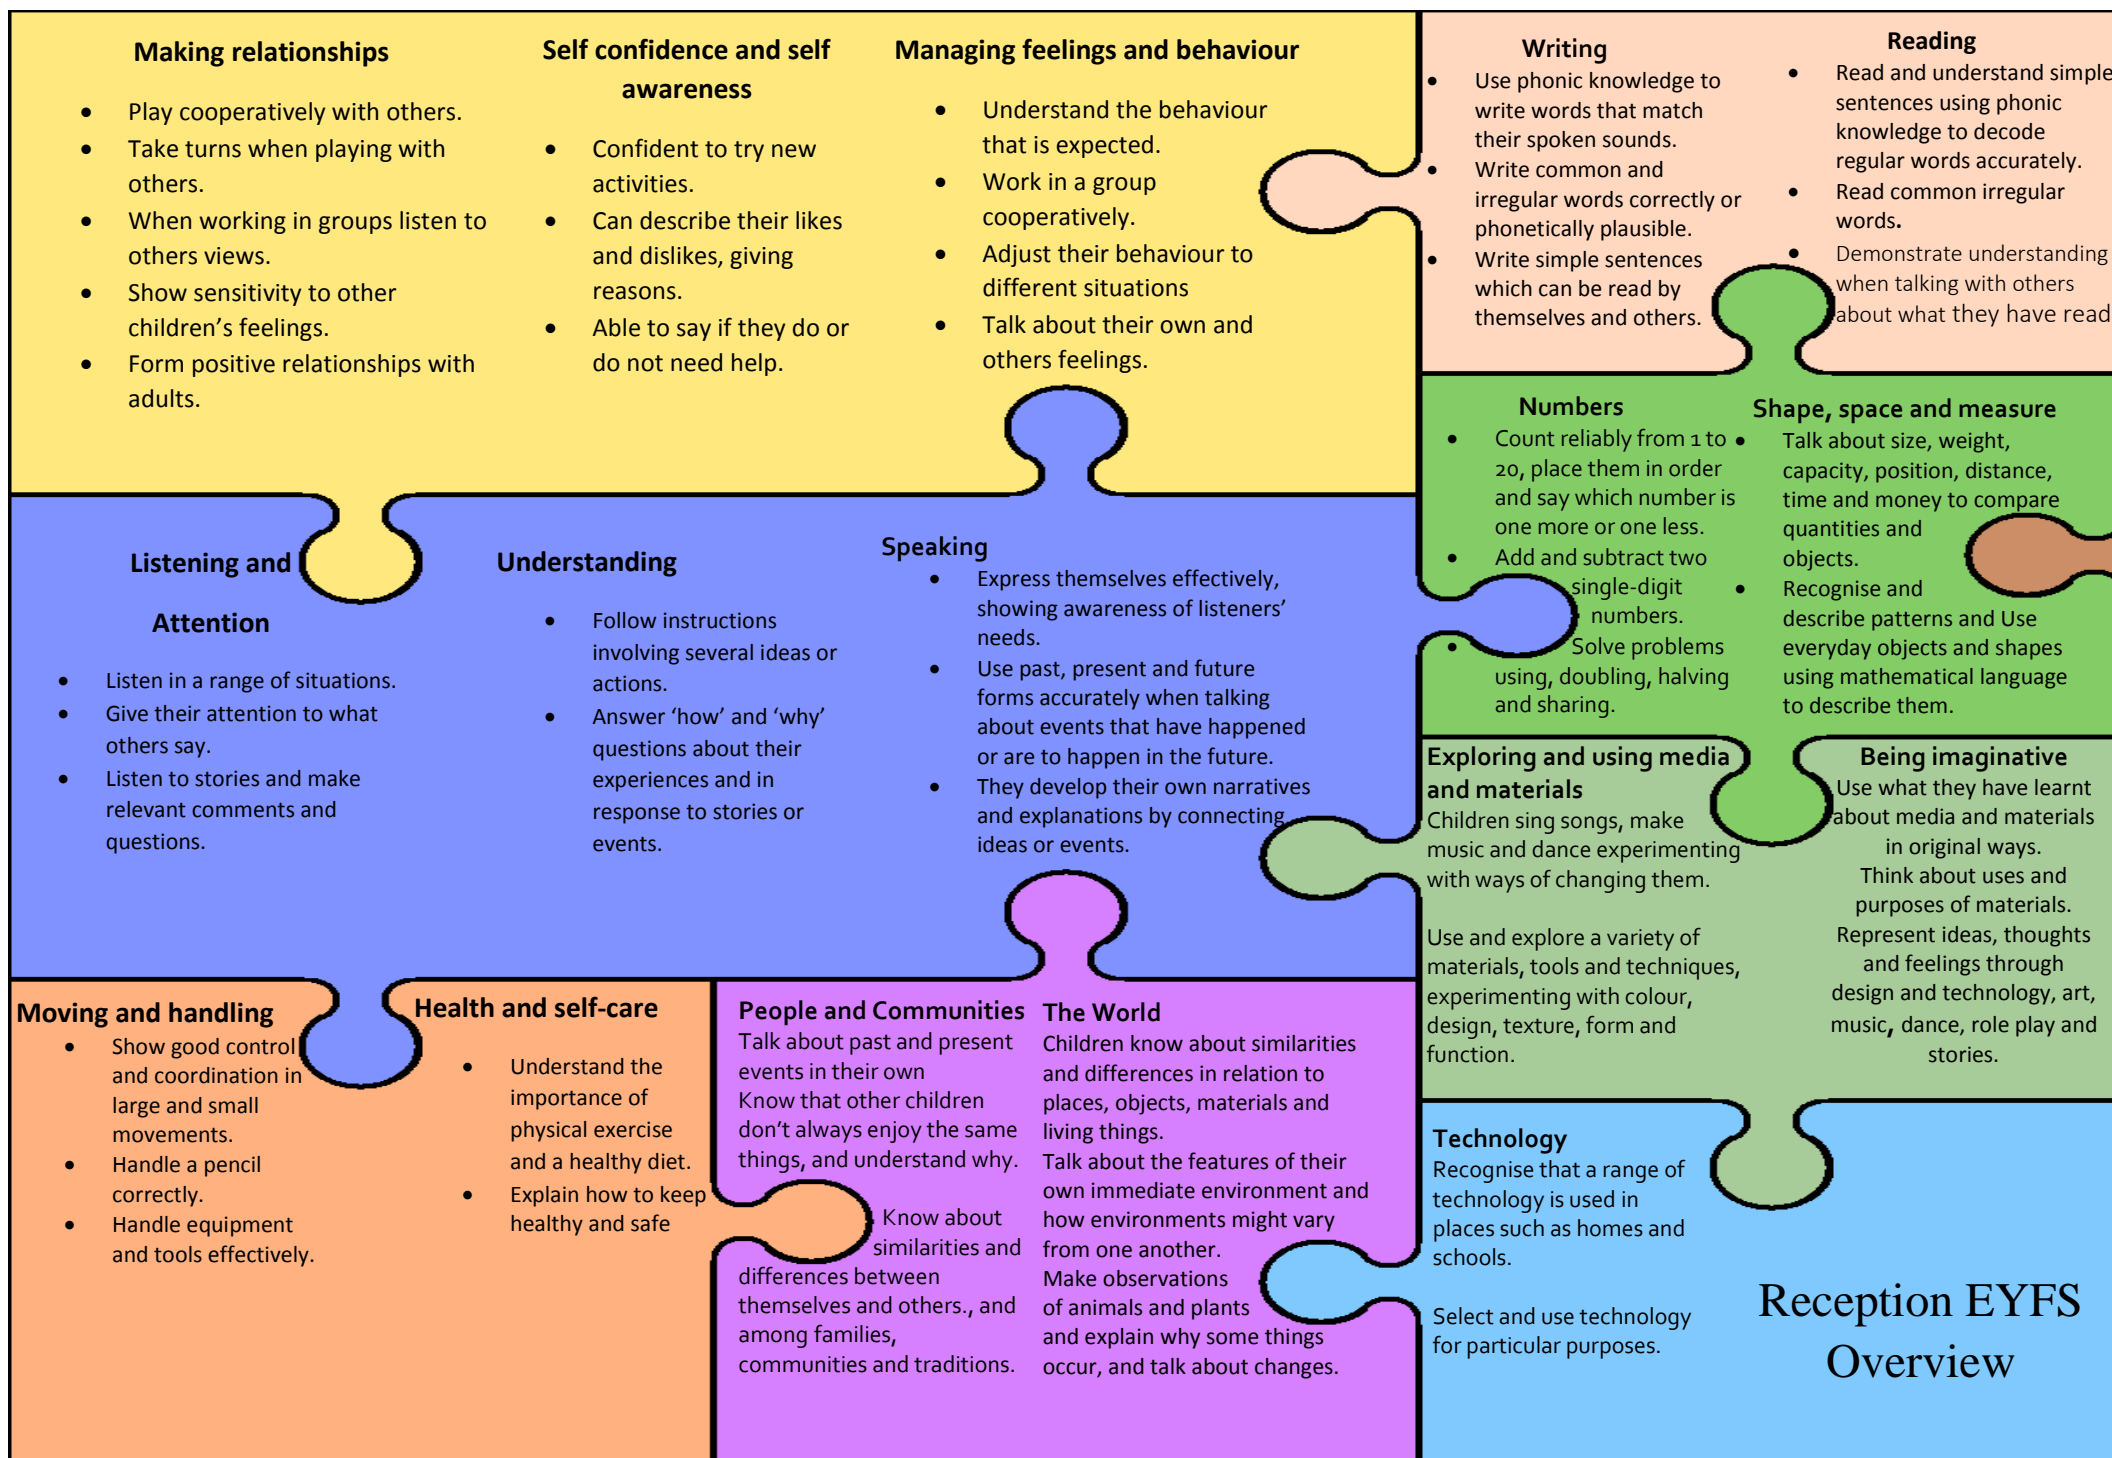 Making relationships
• Play cooperatively with others.
• Take turns when playing with
others.
• When working in groups listen to
others views.
• Show sensitivity to other
children’s feelings.
• Form positive relationships with
adults.
Self confidence and self
awareness
• Confident to try new
activities.
• Can describe their likes
and dislikes, giving
reasons.
• Able to say if they do or
do not need help.
Managing feelings and behaviour
• Understand the behaviour
that is expected.
• Work in a group
cooperatively.
• Adjust their behaviour to
different situations
• Talk about their own and
others feelings.
Writing
• Use phonic knowledge to
write words that match
their spoken sounds.
• Write common and
irregular words correctly or
phonetically plausible.
• Write simple sentences
which can be read by
themselves and others.
Reading
• Read and understand simple
sentences using phonic
knowledge to decode
regular words accurately.
• Read common irregular
words.
• Demonstrate understanding
when talking with others
about what they have read
Listening and
Attention
• Listen in a range of situations.
• Give their attention to what
others say.
• Listen to stories and make
relevant comments and
questions.
Understanding
• Follow instructions
involving several ideas or
actions.
• Answer ‘how’ and ‘why’
questions about their
experiences and in
response to stories or
events.
Speaking
• Express themselves effectively,
showing awareness of listeners’
needs.
• Use past, present and future
forms accurately when talking
about events that have happened
or are to happen in the future.
• They develop their own narratives
and explanations by connecting
ideas or events.
Numbers
• Count reliably from 1 to
20, place them in order
and say which number is
one more or one less.
• Add and subtract two
single-digit
numbers.
• Solve problems
using, doubling, halving
and sharing.
Shape, space and measure
• Talk about size, weight,
capacity, position, distance,
time and money to compare
quantities and
objects.
• Recognise and
describe patterns and Use
everyday objects and shapes
using mathematical language
to describe them.
Exploring and using media
and materials
Children sing songs, make
music and dance experimenting
with ways of changing them.
Use and explore a variety of
materials, tools and techniques,
experimenting with colour,
design, texture, form and
function.
Being imaginative
Use what they have learnt
about media and materials
in original ways.
Think about uses and
purposes of materials.
Represent ideas, thoughts
and feelings through
design and technology, art,
music, dance, role play and
stories.
Moving and handling
• Show good control
and coordination in
large and small
movements.
• Handle a pencil
correctly.
• Handle equipment
and tools effectively.
Health and self-care
• Understand the
importance of
physical exercise
and a healthy diet.
• Explain how to keep
healthy and safe
People and Communities
Talk about past and present
events in their own
Know that other children
don’t always enjoy the same
things, and understand why.
Know about
similarities and
differences between
themselves and others., and
among families,
communities and traditions.
The World
Children know about similarities
and differences in relation to
places, objects, materials and
living things.
Talk about the features of their
own immediate environment and
how environments might vary
from one another.
Make observations
of animals and plants
and explain why some things
occur, and talk about changes.
Technology
Recognise that a range of
technology is used in
places such as homes and
schools.
Select and use technology
for particular purposes.
Reception EYFS
Overview